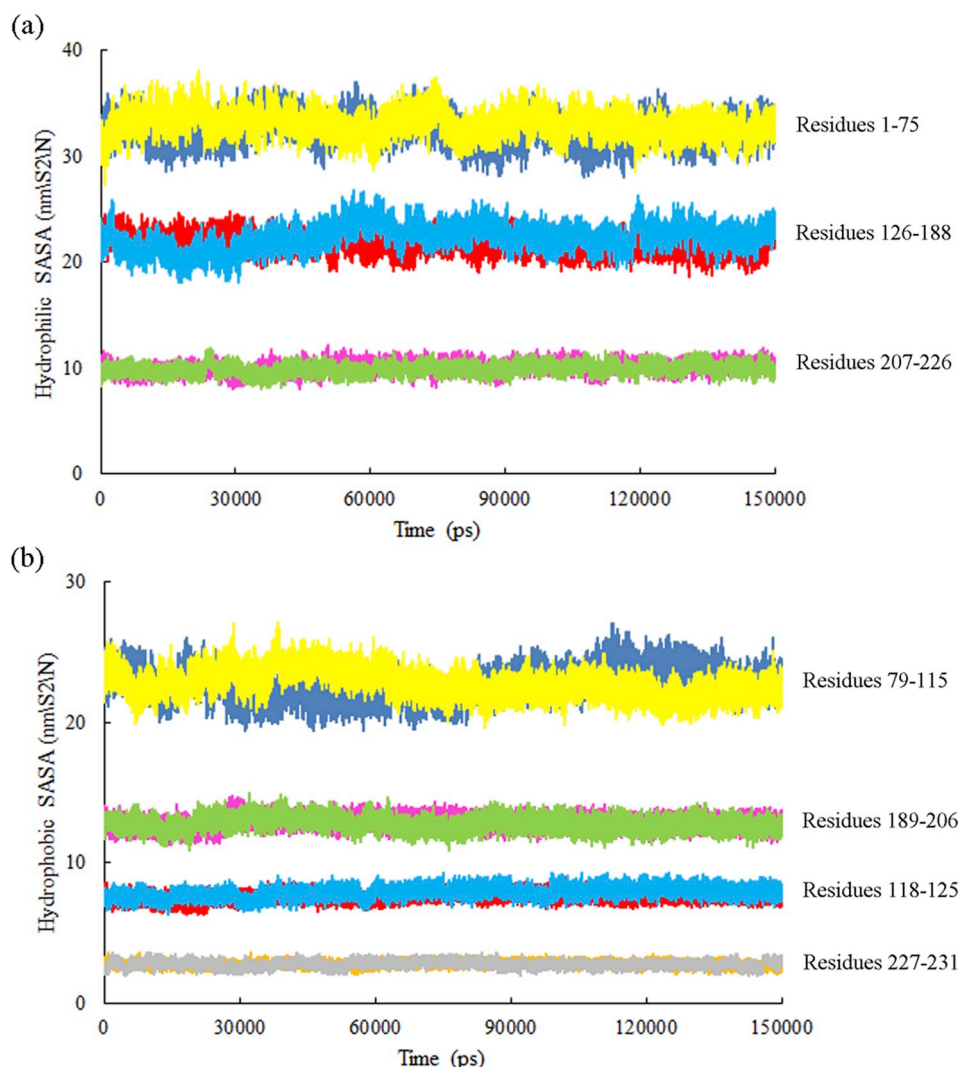 (a)
40
30
20
10
0
Hydrophilic SASA (nm\S2\N)
0 30000 60000 90000 120000 150000
Time (ps)
Residues 1-75
Residues 126-188
Residues 207-226
(b)
30
20
10
0
Hydrophobic SASA (nm\S2\N)
0 30000 60000 90000 120000 150000
Time (ps)
Residues 79-115
Residues 189-206
Residues 118-125
Residues 227-231